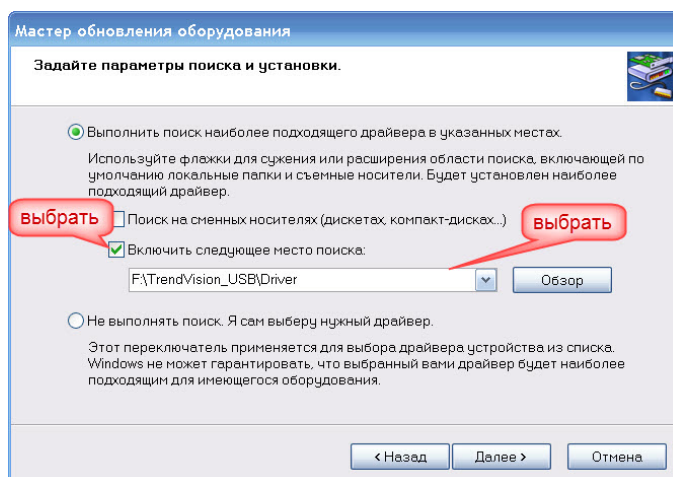 Мастер обновления оборудования
Задайте параметры поиска и установки.
Выполнить поиск наиболее подходящего драйвера в указанных местах.
Используйте флажки для сужения или расширения области поиска, включающей по
умолчанию локальные папки и съемные носители. Будет установлен наиболее
подходящий драйвер.
выбрать
Поиск на сменных носителях (дискетах, компакт-дисках...)
выбрать
Включить следующее место поиска:
F:\TrendVision_USB\Driver
Обзор
Не выполнять поиск. Я сам выберу нужный драйвер.
Этот переключатель применяется для выбора драйвера устройства из списка.
Windows не может гарантировать, что выбранный вами драйвер будет наиболее
подходящим для имеющегося оборудования.
< Назад
Далее >
Отмена